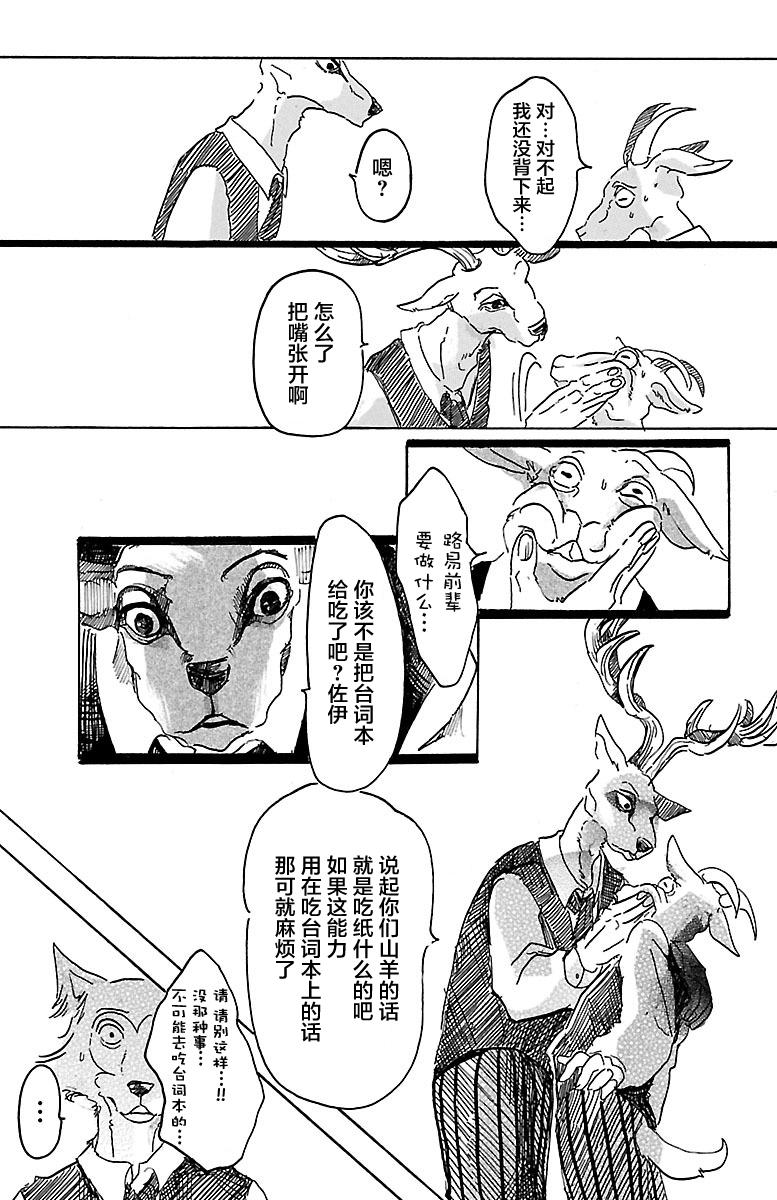 对…对不起
我还没背下来…
嗯?
怎么了
把嘴张开啊
路易前辈
要做什么…
你该不是把台词本
给吃了吧?佐伊
说起你们山羊的话
就是吃纸什么的吧
如果这能力
用在吃台词本上的话
那可就麻烦了
请 请别这样…!!
没那种事…
不可能去吃台词本的…
…